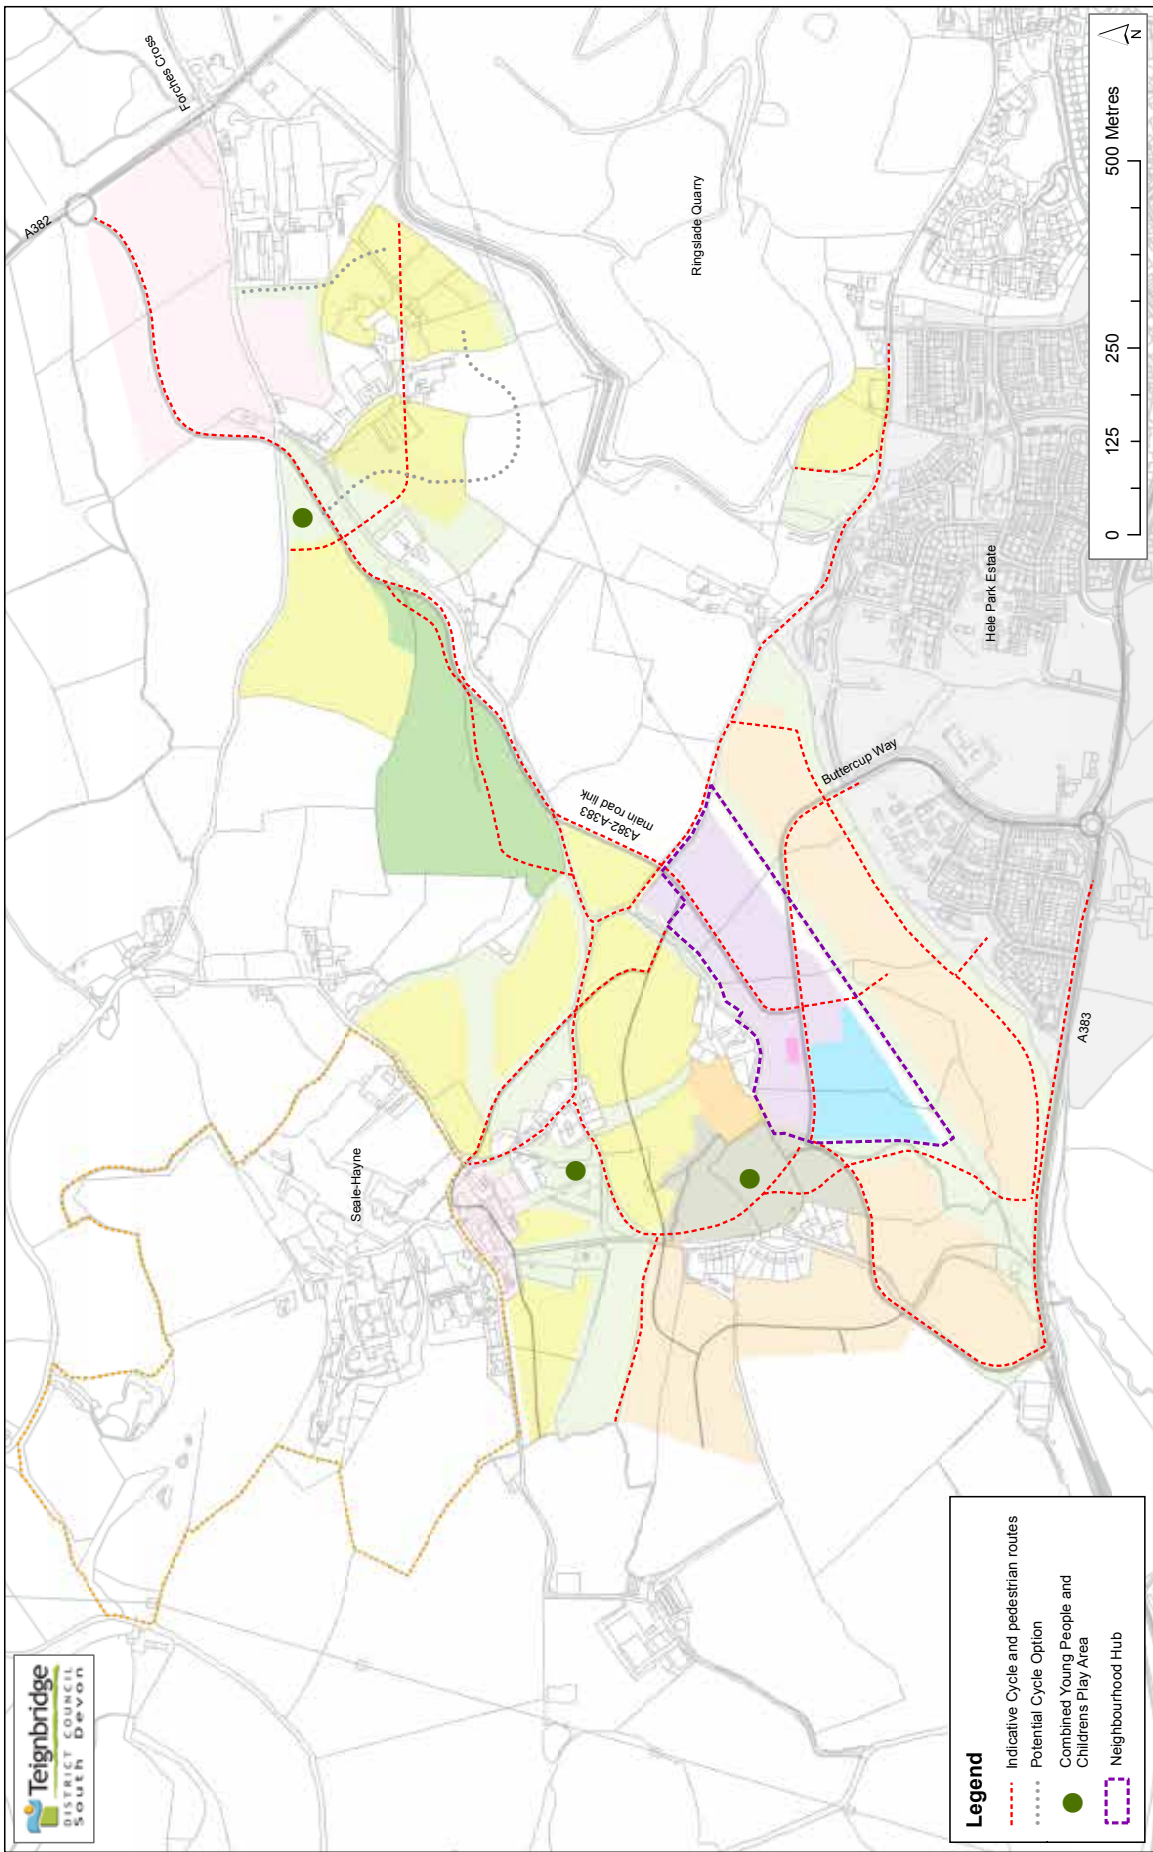 Teignbridge
DISTRICT COUNCIL
South Devon
Seale-Hayne
A382
Forches Cross
Ringslade Quarry
A382-A383
main road link
Buttercup Way
Hele Park Estate
A383
Legend
Indicative Cycle and pedestrian routes
Potential Cycle Option
Combined Young People and
Childrens Play Area
Neighbourhood Hub
0 125 250 500 Metres
N